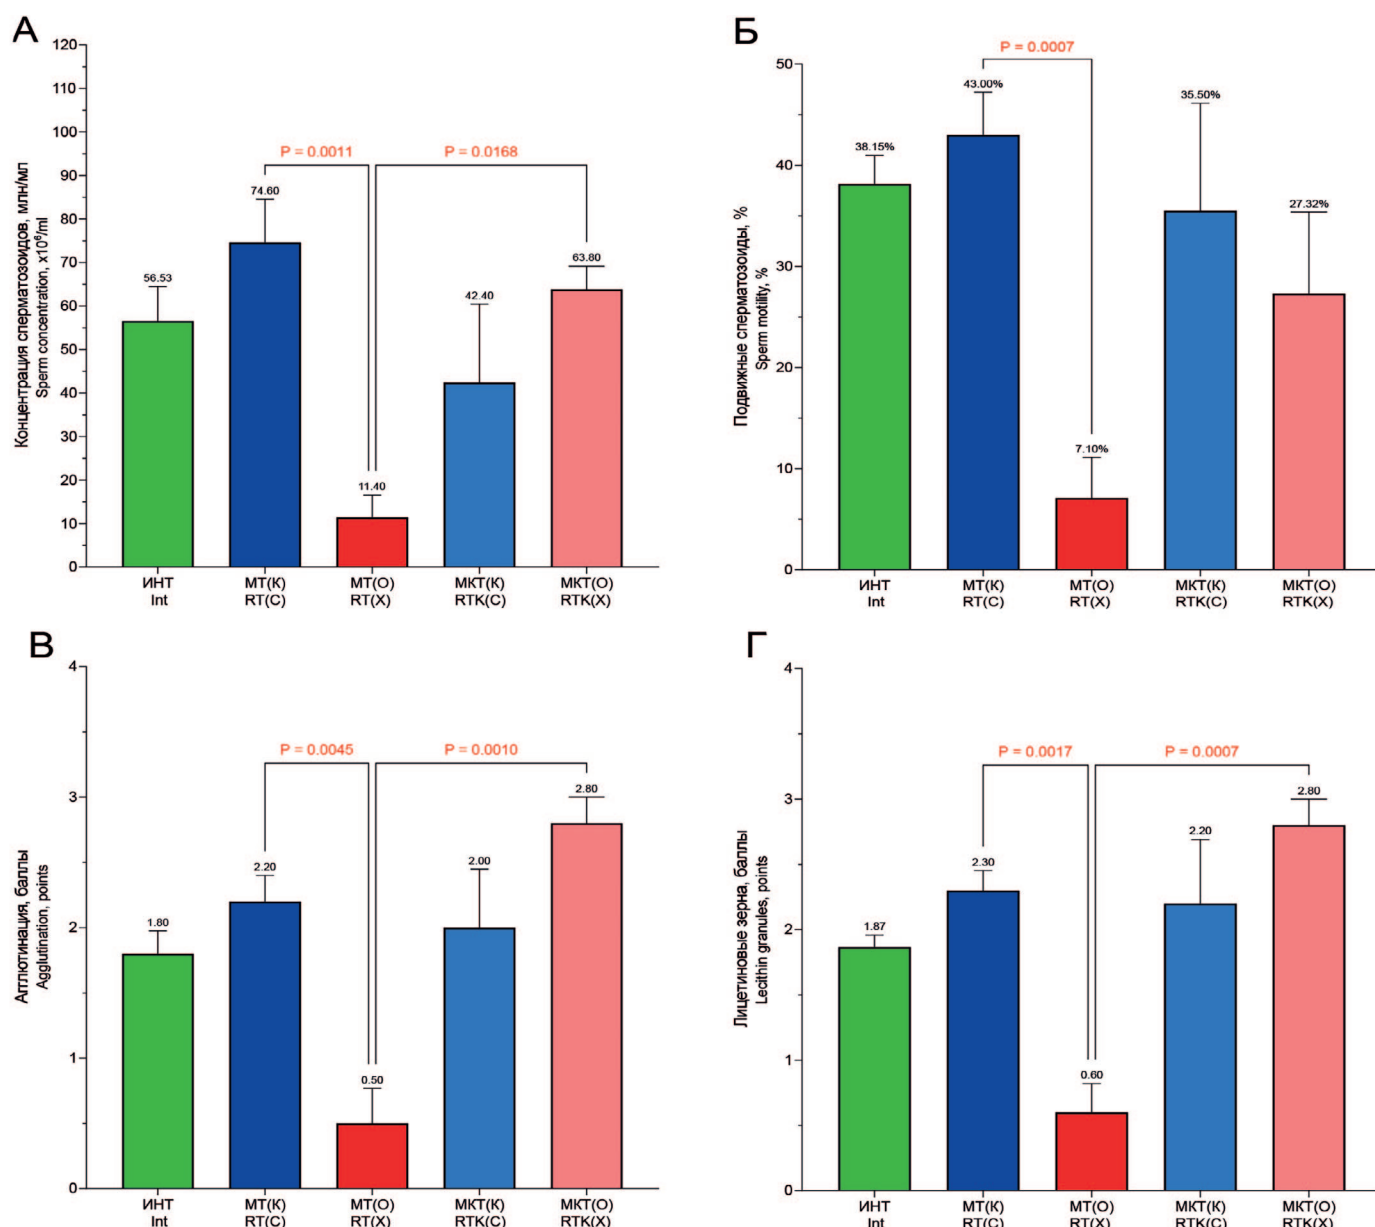 А
Концентрация сперматозоидов, млн/мл
Sperm concentration, x10⁶/ml
120
110
100
90
80
70
60
50
40
30
20
10
0
P = 0.0011
P = 0.0168
56.53
74.60
11.40
42.40
63.80
ИНТ МТ(К) МТ(О) МКТ(К) МКТ(О)
Int RT(C) RT(X) RTK(C) RTK(X)
Б
Подвижные сперматозоиды, %
Sperm motility, %
50
40
30
20
10
0
P = 0.0007
38.15%
43.00%
7.10%
35.50%
27.32%
ИНТ МТ(К) МТ(О) МКТ(К) МКТ(О)
Int RT(C) RT(X) RTK(C) RTK(X)
В
Агглютинация, баллы
Agglutination, points
4
3
2
1
0
P = 0.0045
P = 0.0010
1.80
2.20
0.50
2.00
2.80
ИНТ МТ(К) МТ(О) МКТ(К) МКТ(О)
Int RT(C) RT(X) RTK(C) RTK(X)
Г
Лицетиновые зерна, баллы
Lecithin granules, points
4
3
2
1
0
P = 0.0017
P = 0.0007
1.87
2.30
0.60
2.20
2.80
ИНТ МТ(К) МТ(О) МКТ(К) МКТ(О)
Int RT(C) RT(X) RTK(C) RTK(X)